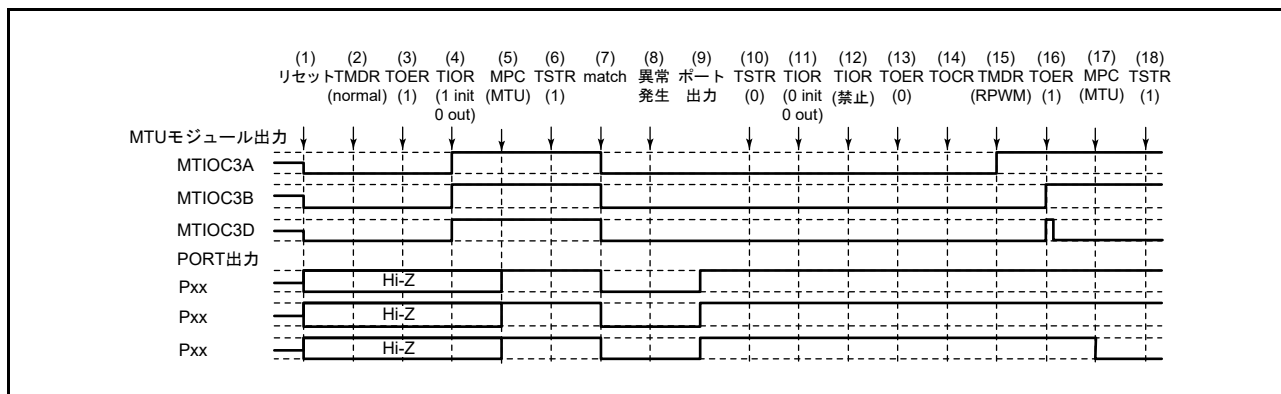 (1) (2) (3) (4) (5) (6) (7) (8) (9) (10) (11) (12) (13) (14) (15) (16) (17) (18)
リセット TMDR TOER TIOR MPC TSTR match 異常 ポート TSTR TIOR TIOR TOER TOCR TMDR TOER MPC TSTR
(normal) (1) (1 init (MTU) (1) 発生 出力 (0) (0 init (禁止) (0) (RPWM) (1) (MTU) (1)
0 out) 0 out)
MTUモジュール出力
MTIOC3A
MTIOC3B
MTIOC3D
PORT出力
Pxx Hi-Z
Pxx Hi-Z
Pxx Hi-Z